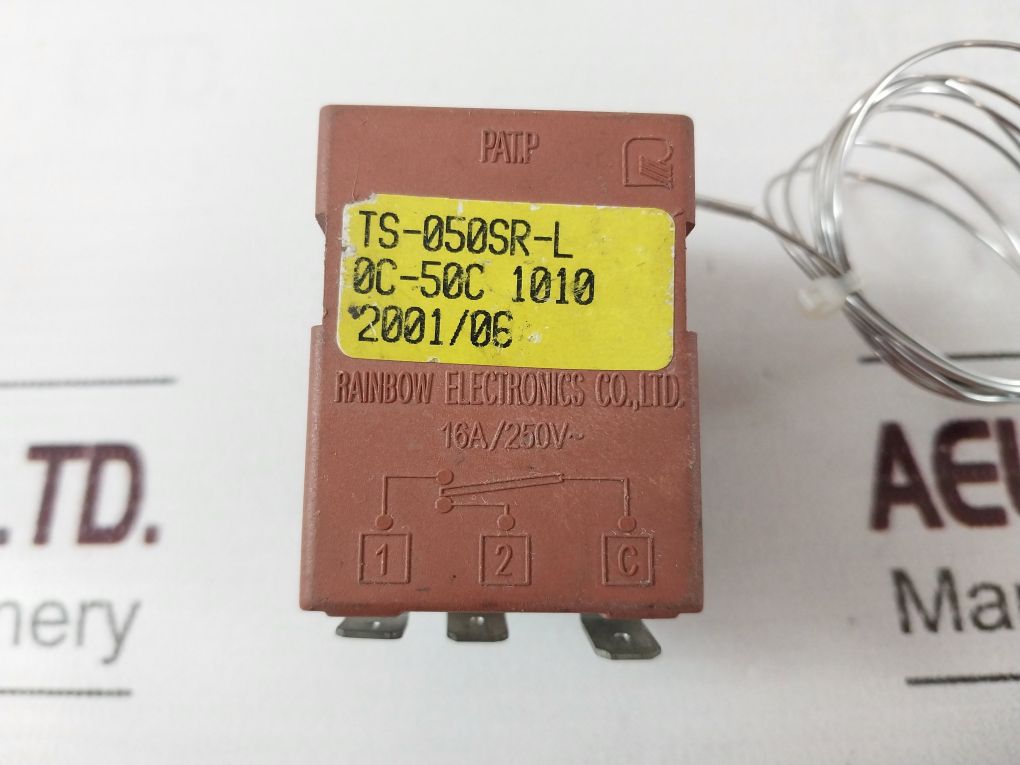 PAT.P
TS-050SR-L
0C-50C 1010
2001/06
RAINBOW ELECTRONICS CO.,LTD.
16A/250V~
1 2 C
.TD.
nery
AE
Mar